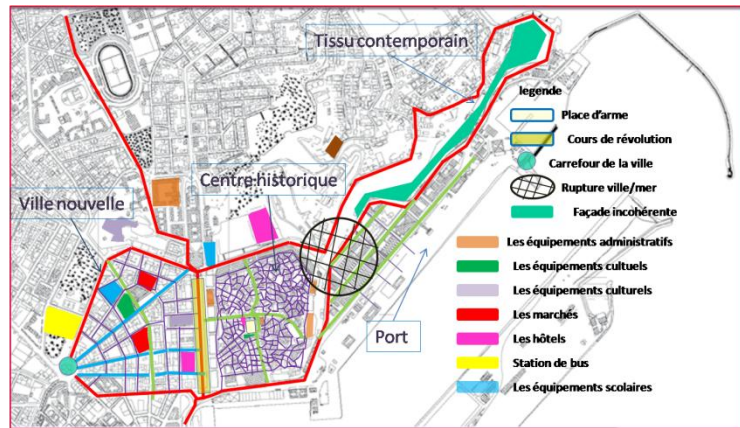 Tissu contemporain
Centre historique
Ville nouvelle
Port
legende
Place d'arme
Cours de révolution
Carrefour de la ville
Rupture ville/mer
Façade incohérente
Les équipements administratifs
Les équipements cultuels
Les équipements culturels
Les marchés
Les hôtels
Station de bus
Les équipements scolaires